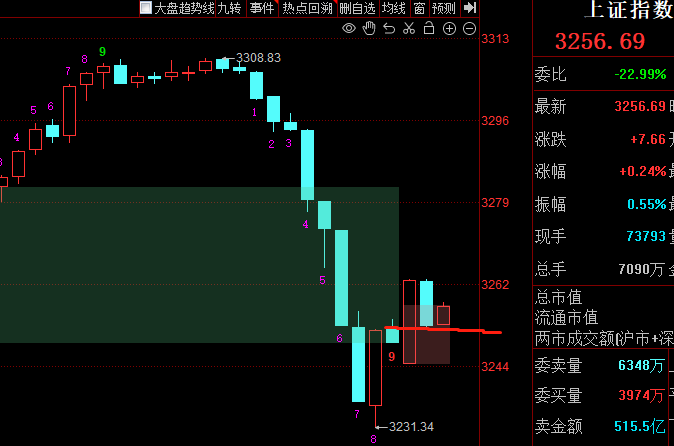 大盘趋势线 九转 事件 热点回溯 删自选 均线 窗 预测
上证指数
3256.69
3313
3308.83
委比 -22.99%
最新 3256.69
3296
涨跌 +7.66
涨幅 +0.24%
3279
振幅 0.55%
现手 73793
总手 7090万
3262
总市值
流通市值
两市成交额[沪市+深
委卖量 6348万
3244
委买量 3974万
卖金额 515.5亿
3231.34
4 5 6 7 8 9
1 2 3 4 5 6 7 8 9